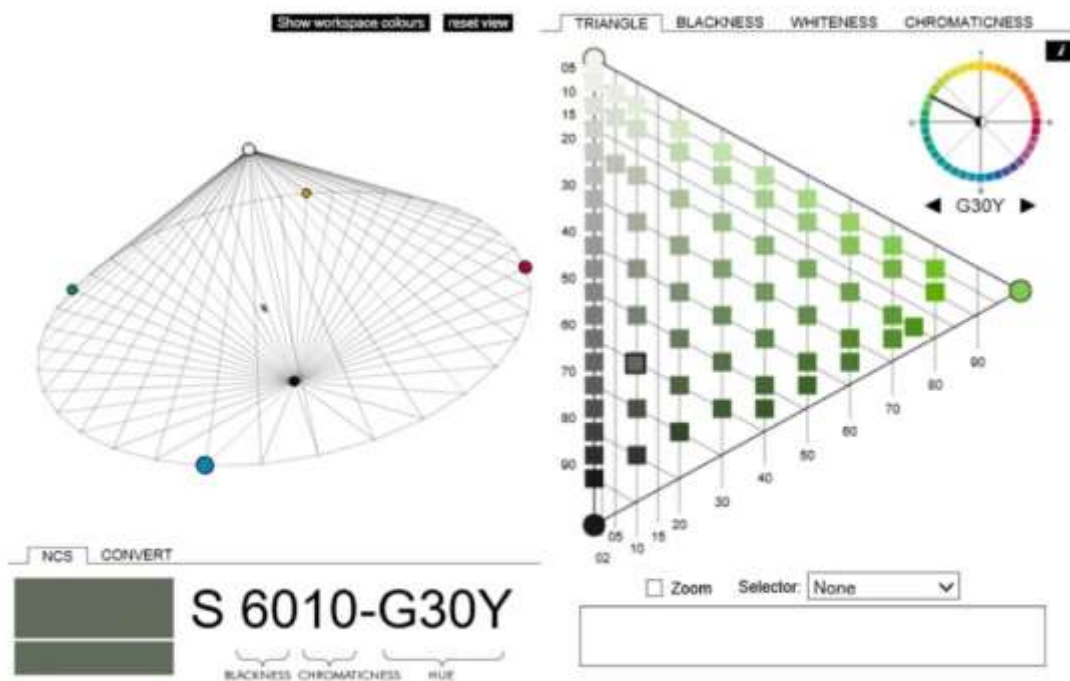 Show workspace colours reset view
TRIANGLE BLACKNESS WHITENESS CHROMATICNESS
i
05
10
15
20
30
40
50
60
70
80
90
G30Y
90
80
70
60
50
40
30
20
15
10
05
02
NCS CONVERT
S 6010-G30Y
BLACKNESS CHROMATICNESS HUE
Zoom Selector: None